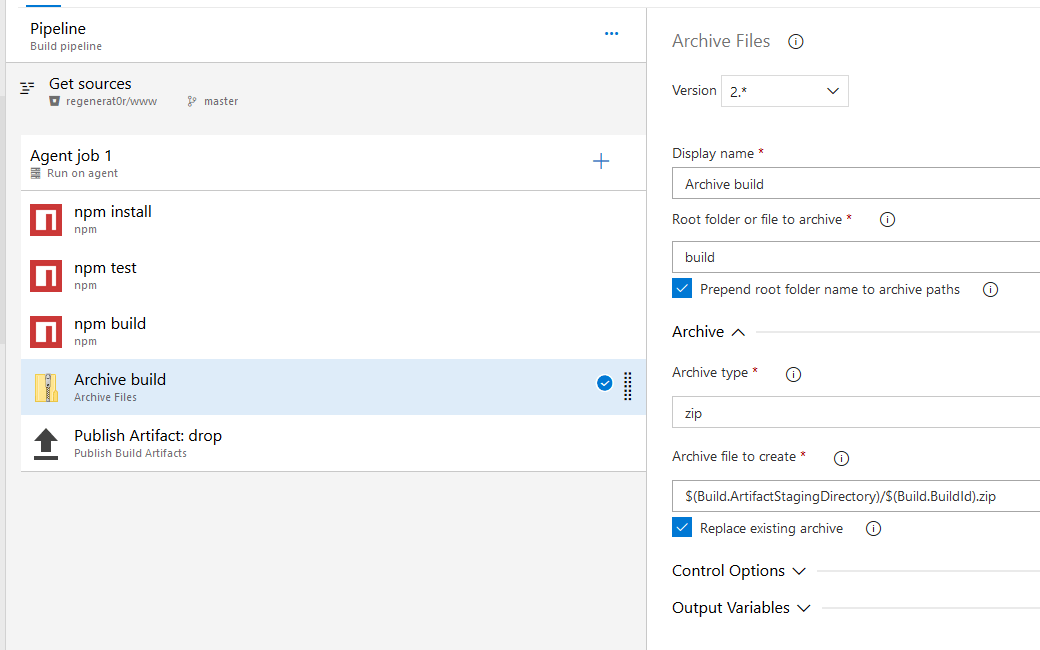 Pipeline
Build pipeline
Get sources
regenerat0r/www master
Agent job 1
Run on agent
npm install
npm
npm test
npm
npm build
npm
Archive build
Archive Files
Publish Artifact: drop
Publish Build Artifacts
Archive Files
Version 2.*
Display name *
Archive build
Root folder or file to archive *
build
Prepend root folder name to archive paths
Archive
Archive type *
zip
Archive file to create *
$(Build.ArtifactStagingDirectory)/$(Build.BuildId).zip
Replace existing archive
Control Options
Output Variables